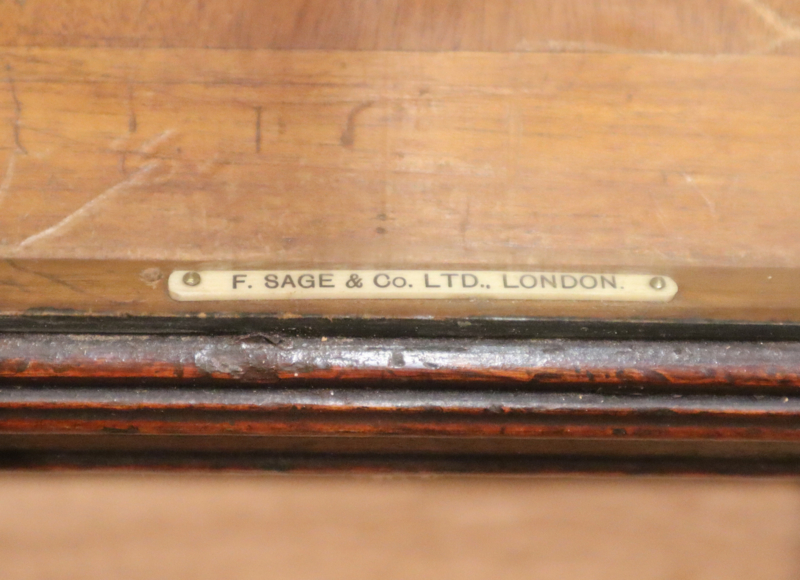 F. SAGE & Co. LTD., LONDON.